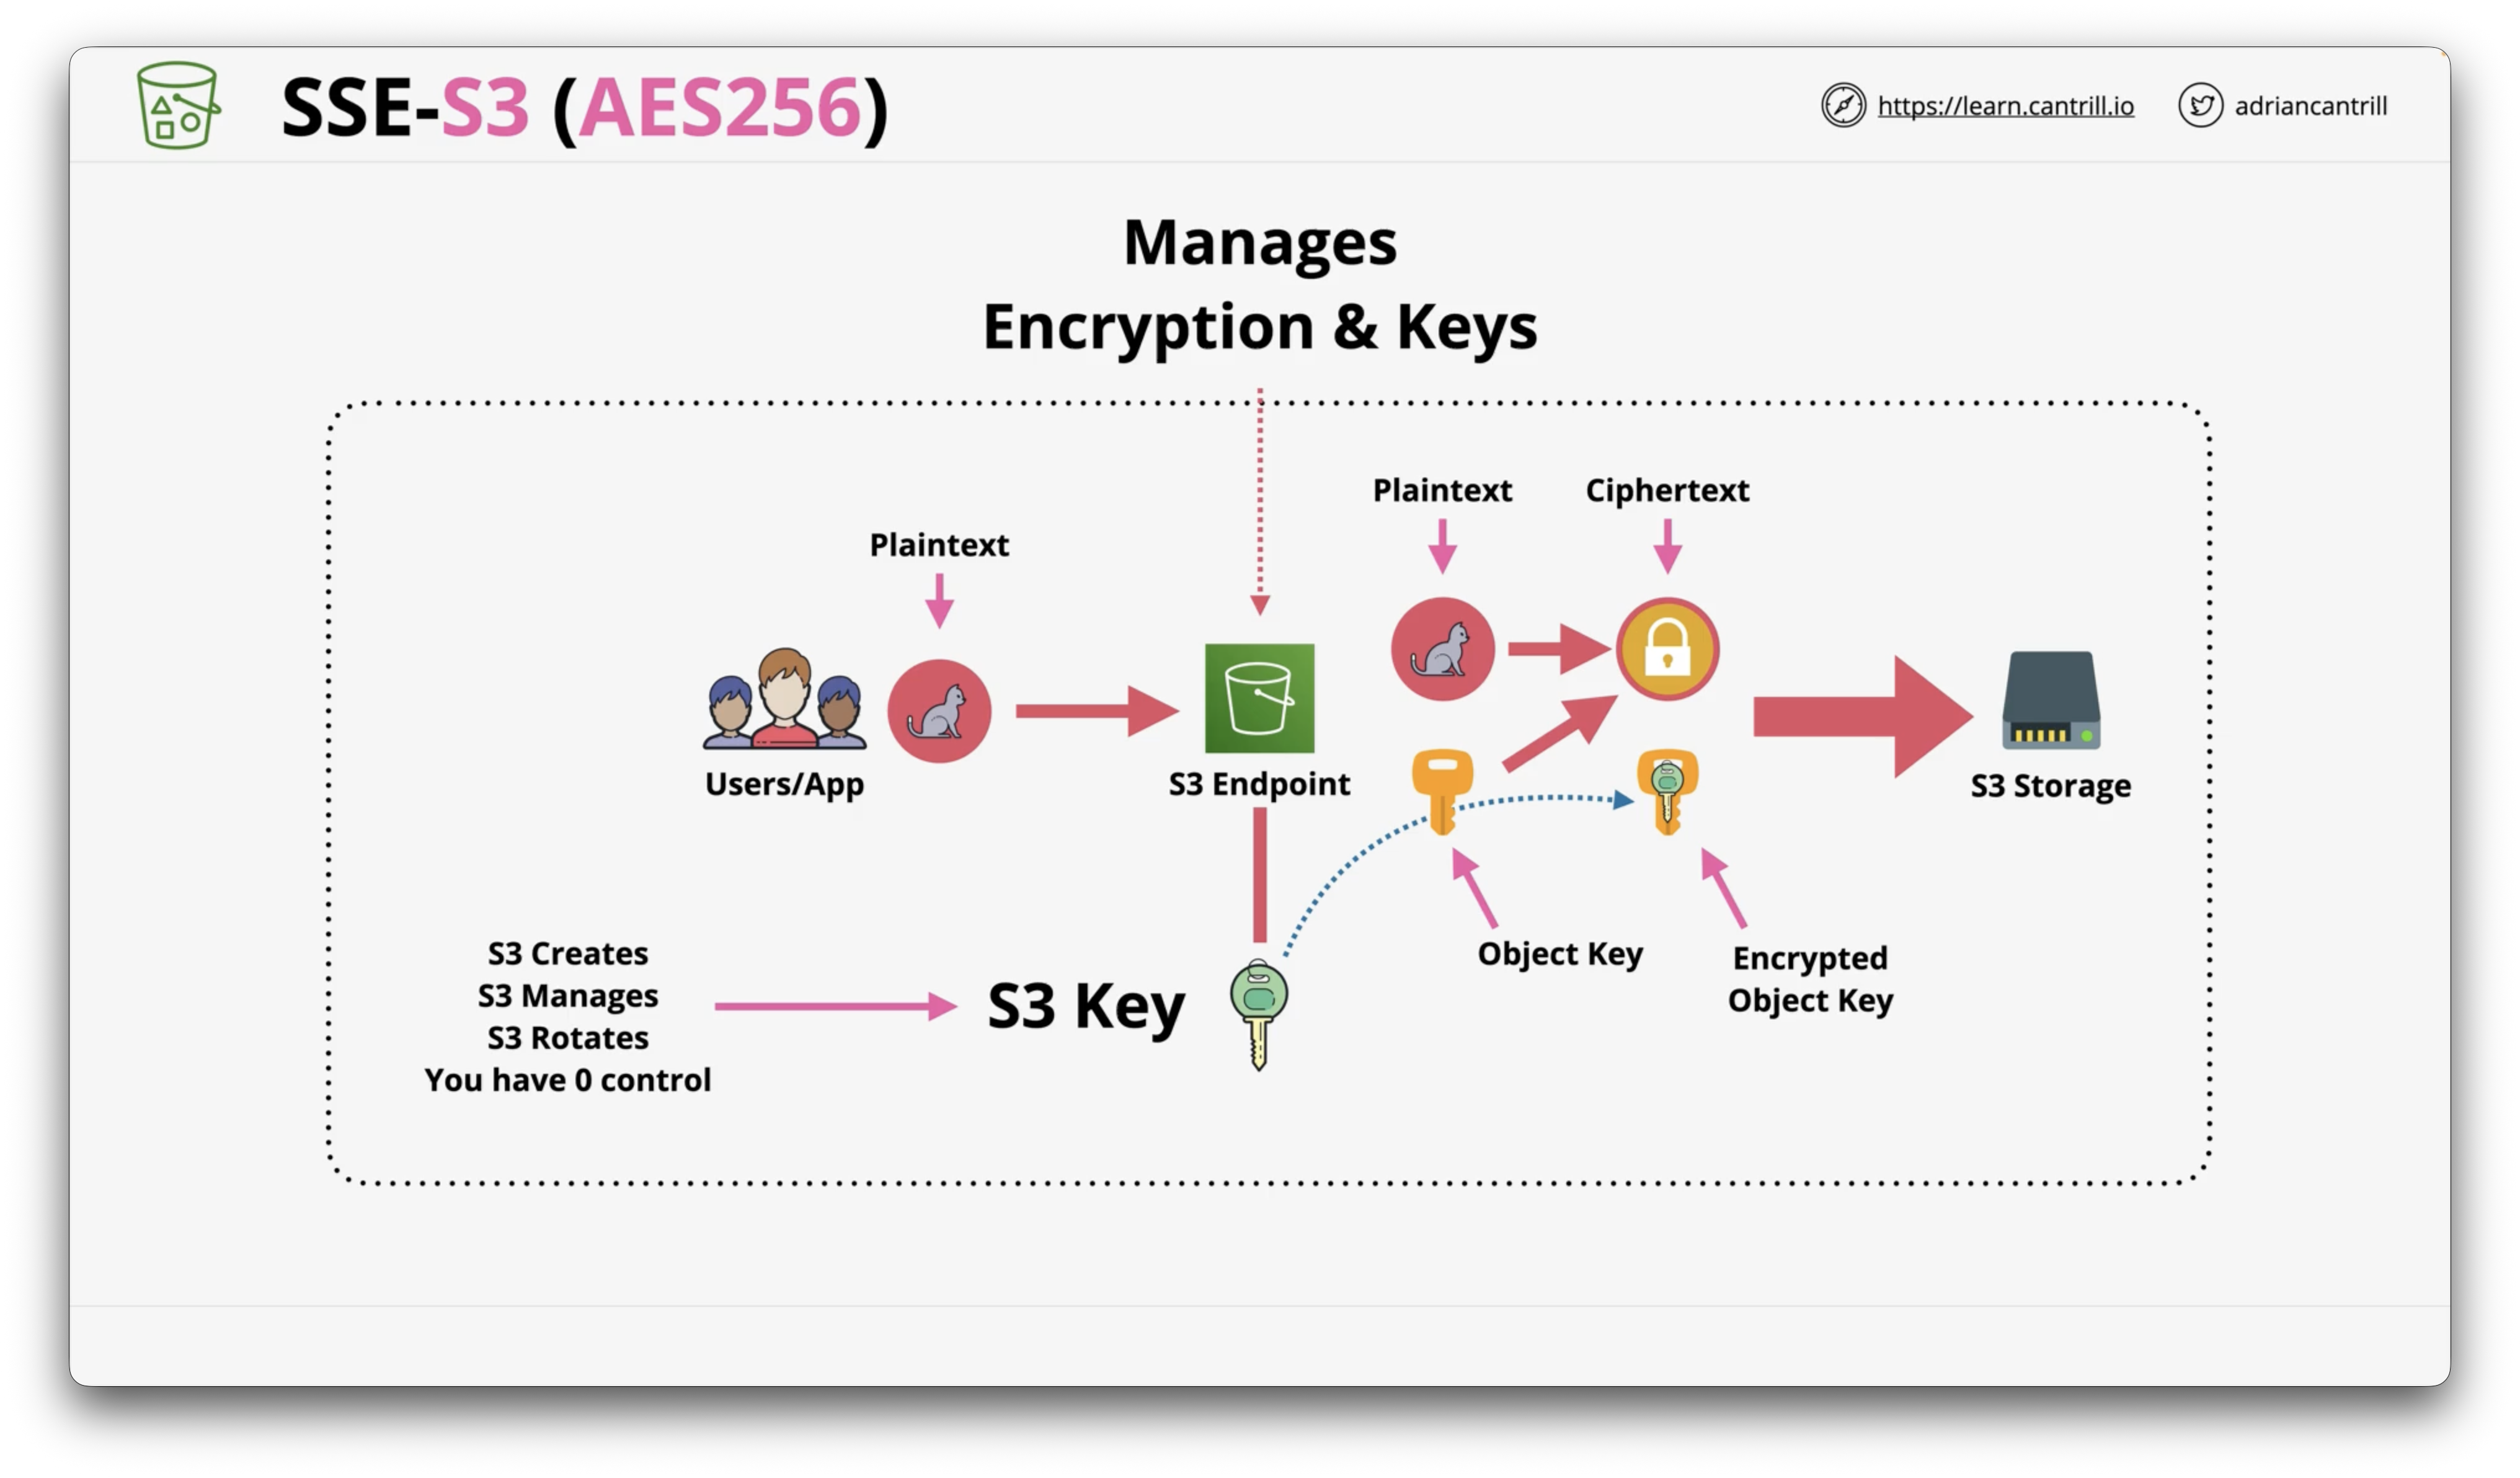 SSE-S3 (AES256)
https://learn.cantrill.io
adriancantrill
Manages
Encryption & Keys
Plaintext
Plaintext
Ciphertext
Users/App
S3 Endpoint
S3 Storage
S3 Creates
S3 Manages
S3 Rotates
You have 0 control
S3 Key
Object Key
Encrypted
Object Key